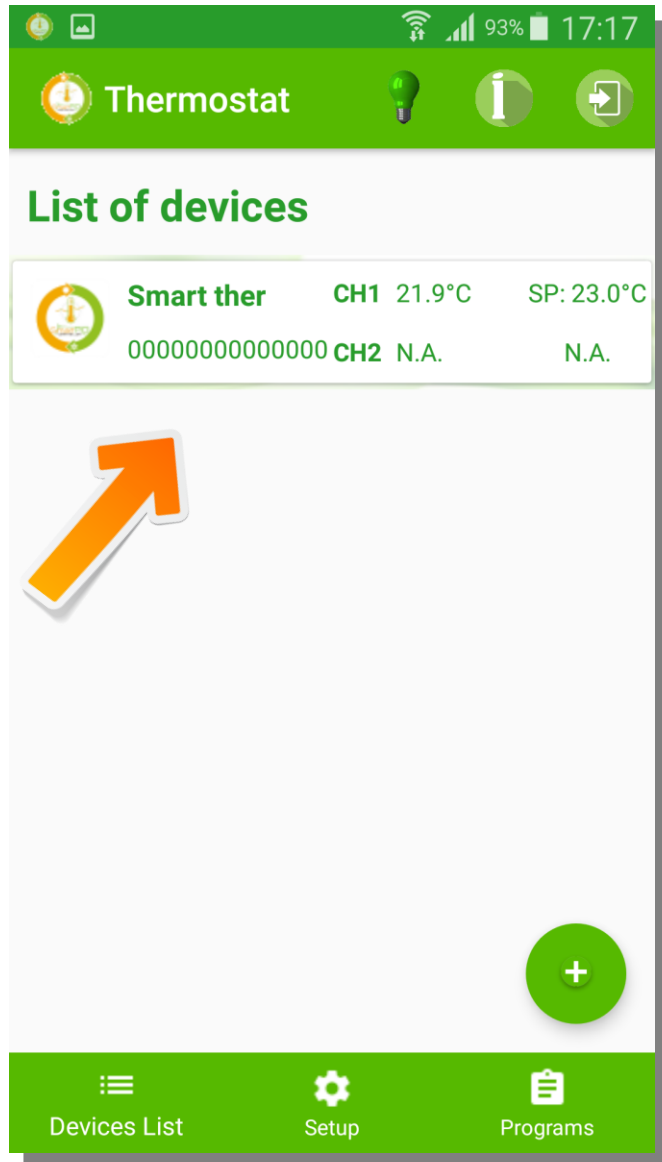 93% 17:17
Thermostat
List of devices
Smart ther CH1 21.9°C SP: 23.0°C
00000000000000 CH2 N.A. N.A.
Devices List Setup Programs